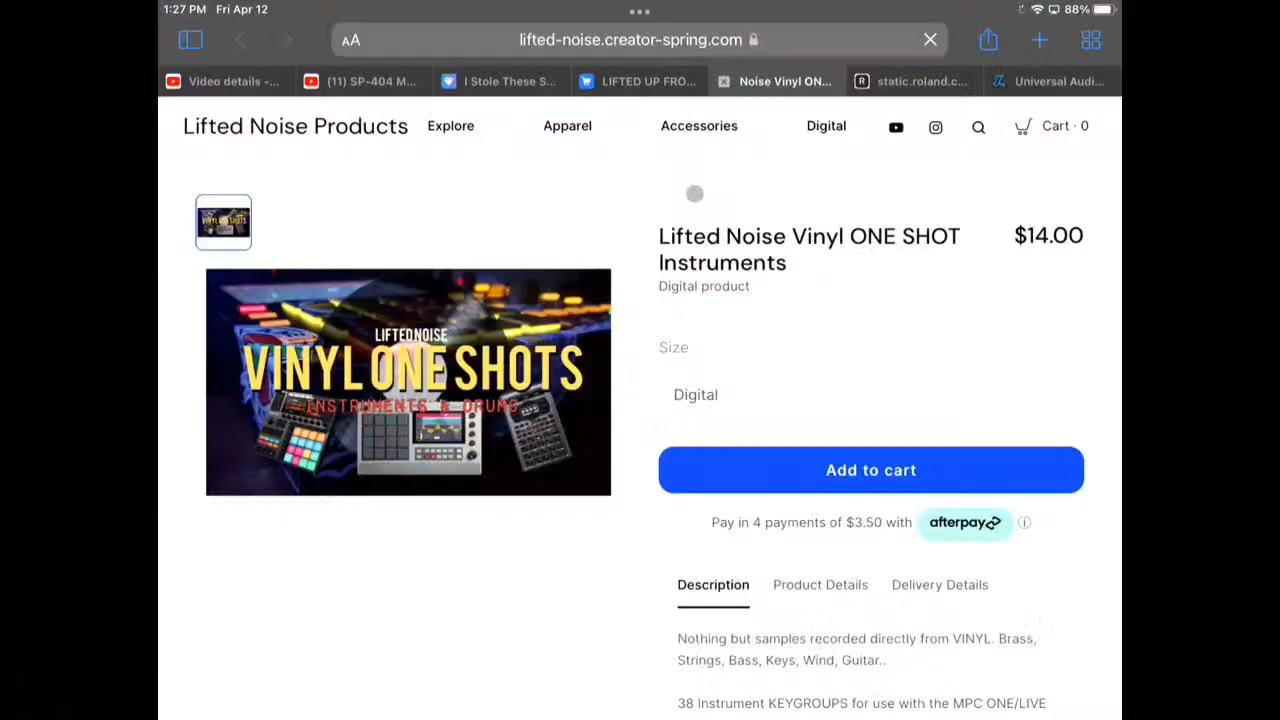 1:27 PM Fri Apr 12
88%
AA
lifted-noise.creator-spring.com
Video details -...
(11) SP-404 M...
I Stole These S...
LIFTED UP FRO...
Noise Vinyl ON...
static.roland.c...
Universal Audi...
Lifted Noise Products
Explore
Apparel
Accessories
Digital
Cart · 0
Lifted Noise Vinyl ONE SHOT
Instruments
$14.00
Digital product
Size
Digital
LIFTEDNOISE
VINYL ONE SHOTS
INSTRUMENTS & DRUMS
Add to cart
Pay in 4 payments of $3.50 with afterpay
Description
Product Details
Delivery Details
Nothing but samples recorded directly from VINYL. Brass,
Strings, Bass, Keys, Wind, Guitar..
38 Instrument KEYGROUPS for use with the MPC ONE/LIVE